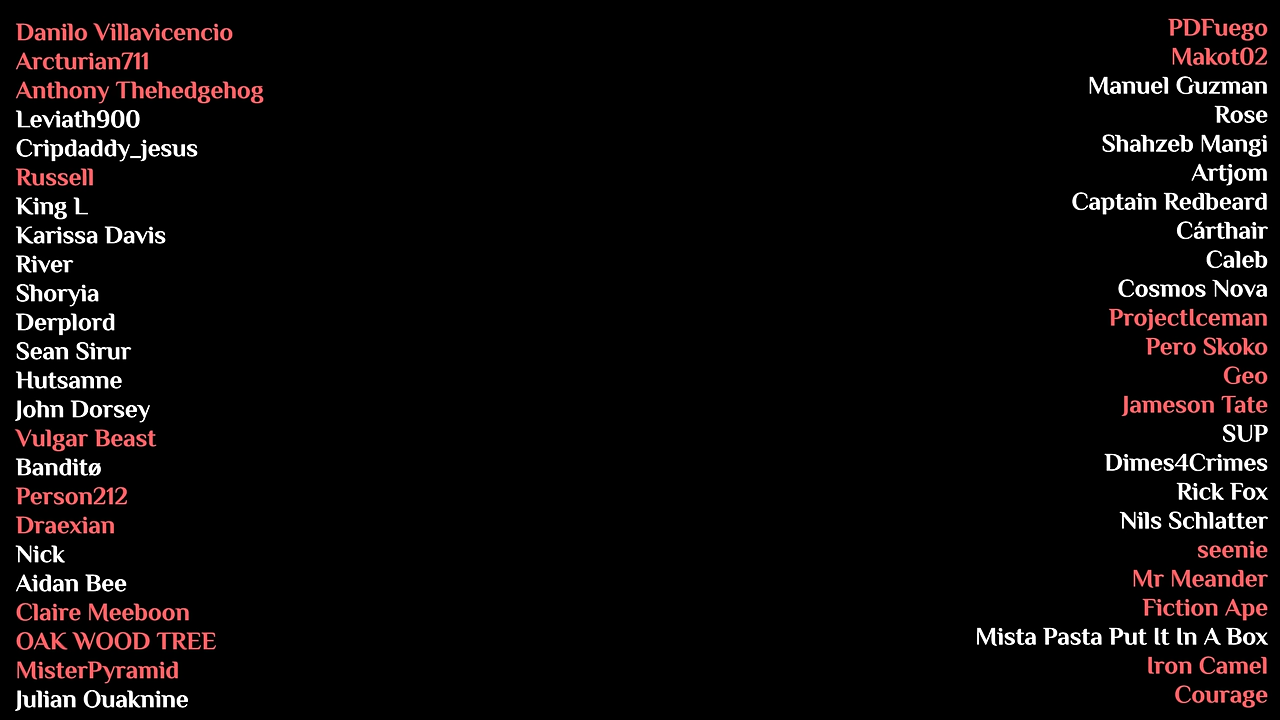 Danilo Villavicencio
Arcturian711
Anthony Thehedgehog
Leviath900
Cripdaddy_jesus
Russell
King L
Karissa Davis
River
Shoryia
Derplord
Sean Sirur
Hutsanne
John Dorsey
Vulgar Beast
Banditø
Person212
Draexian
Nick
Aidan Bee
Claire Meeboon
OAK WOOD TREE
MisterPyramid
Julian Ouaknine
PDFuego
Makot02
Manuel Guzman
Rose
Shahzeb Mangi
Artjom
Captain Redbeard
Cárthair
Caleb
Cosmos Nova
ProjectIceman
Pero Skoko
Geo
Jameson Tate
SUP
Dimes4Crimes
Rick Fox
Nils Schlatter
seenie
Mr Meander
Fiction Ape
Mista Pasta Put It In A Box
Iron Camel
Courage